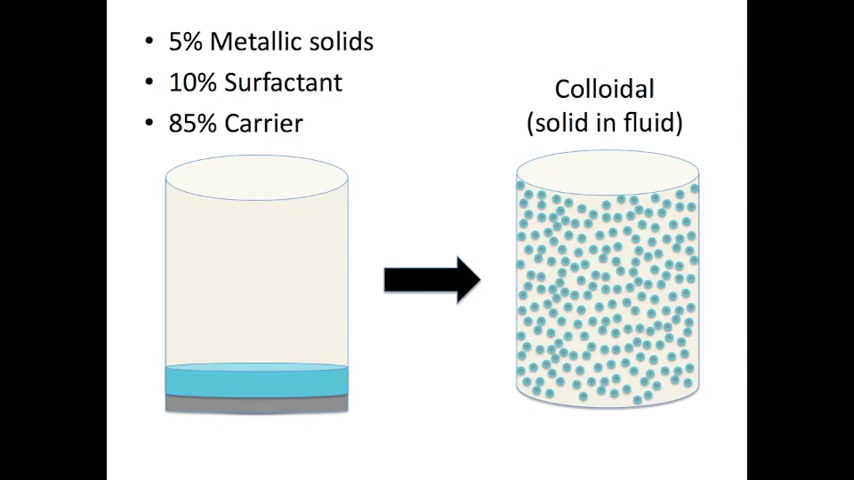 • 5% Metallic solids
• 10% Surfactant
• 85% Carrier
Colloidal
(solid in fluid)